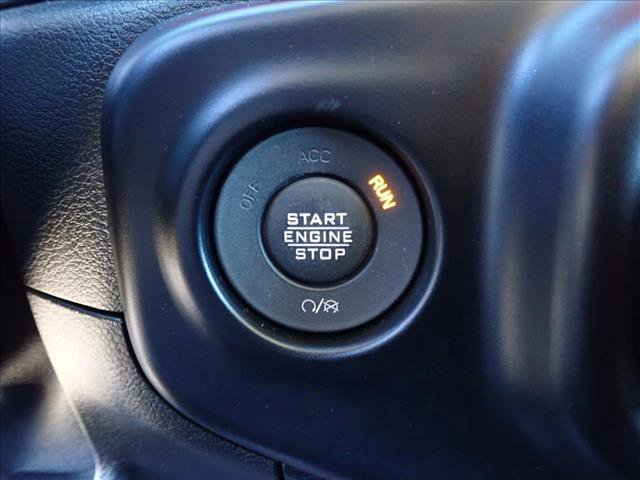 OFF
ACC
RUN
START
ENGINE
STOP